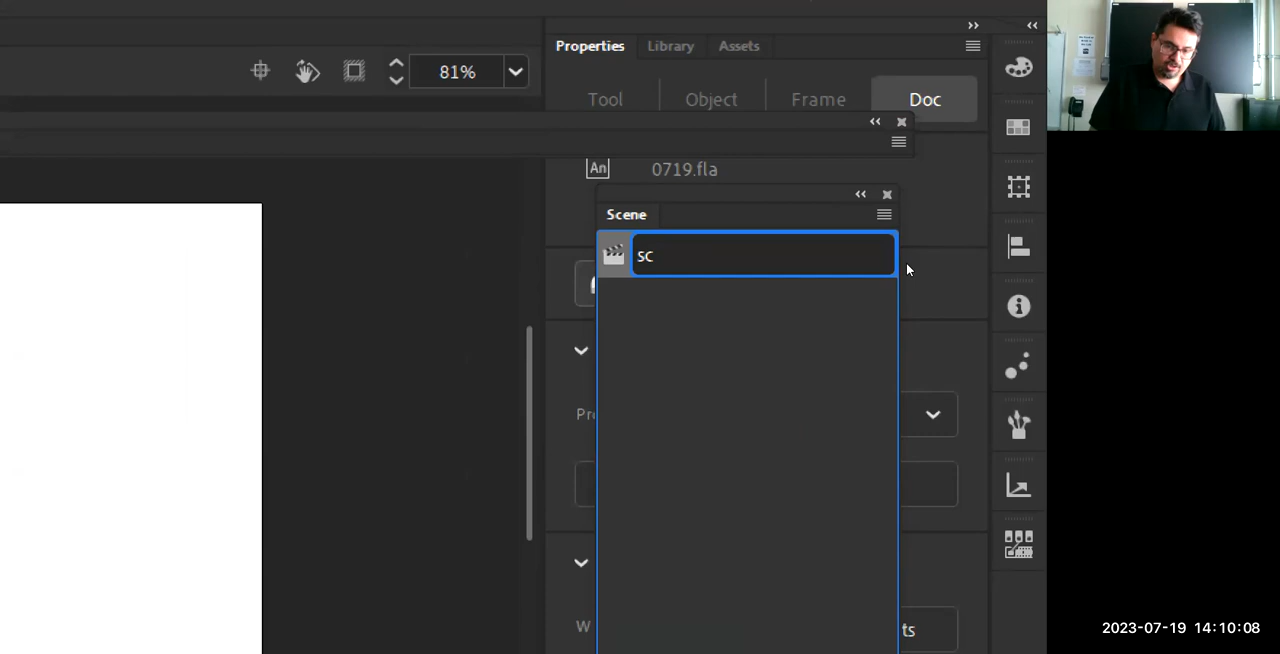 Properties Library Assets
81%
Tool Object Frame Doc
An 0719.fla
Scene
SC
Pr
W ts
2023-07-19 14:10:08